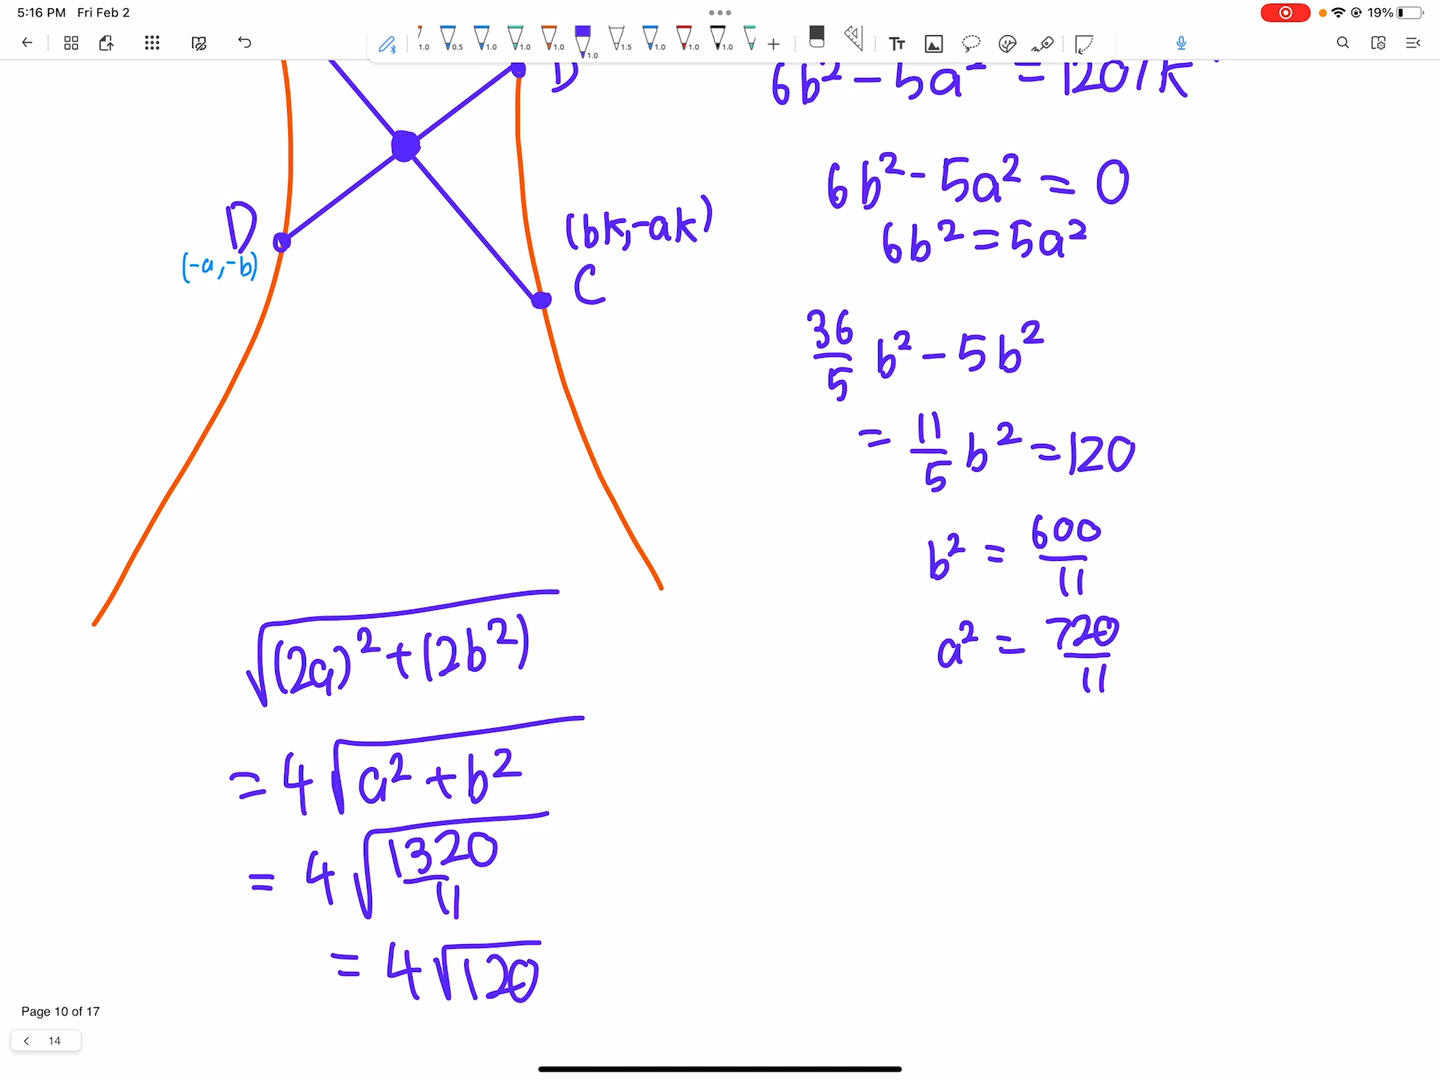 5:16 PM Fri Feb 2
19%
1.0 0.5 1.0 1.0 1.0 1.0 1.5 1.0 1.0 1.0
Tт
6b² - 5a² = 120/k²
6b² - 5a² = 0
6b² = 5a²
D
(-a, -b)
(bk, -ak)
C
36/5 b² - 5b²
= 11/5 b² = 120
b² = 600/11
a² = 720/11
√((2a)² + (2b²)
= 4√(a² + b²)
= 4√(1320/11)
= 4√120
Page 10 of 17
< 14